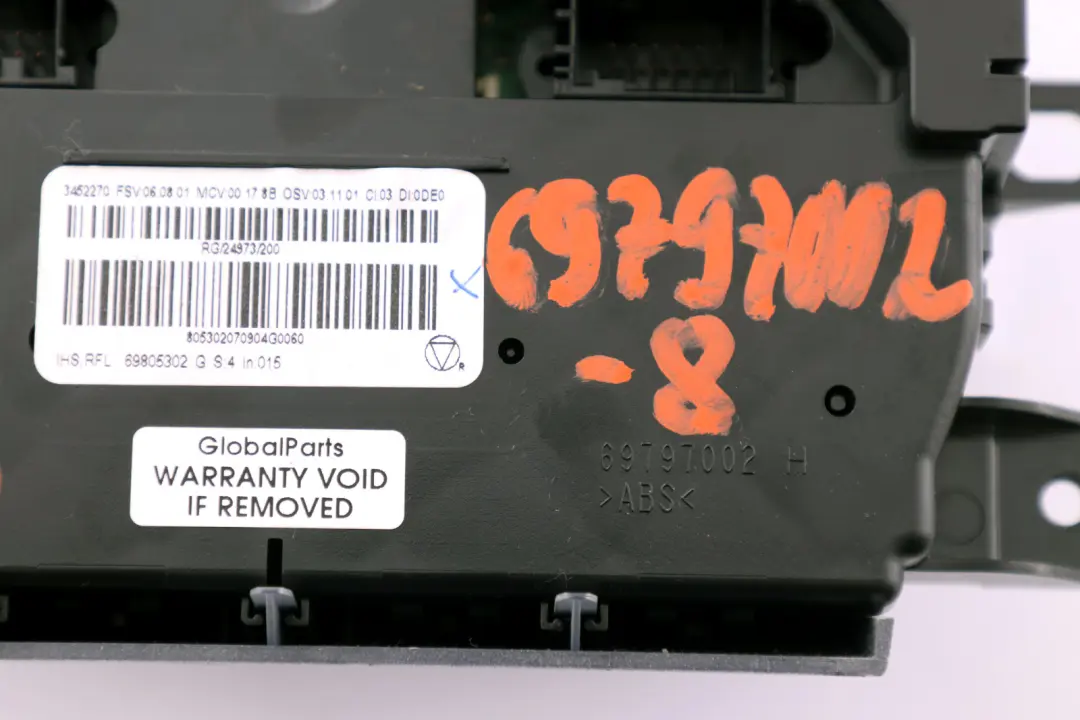 3452270 FSV:06.08.01 MCV:00.17.8B OSV:03.11.01 CI:03 DI:0DE0
RG/24973/200
805302070904G0060
IHS RFL 69805302 G S:4 in:015
R
x
69797002
-8
GlobalParts
WARRANTY VOID
IF REMOVED
69797002 H
>ABS<